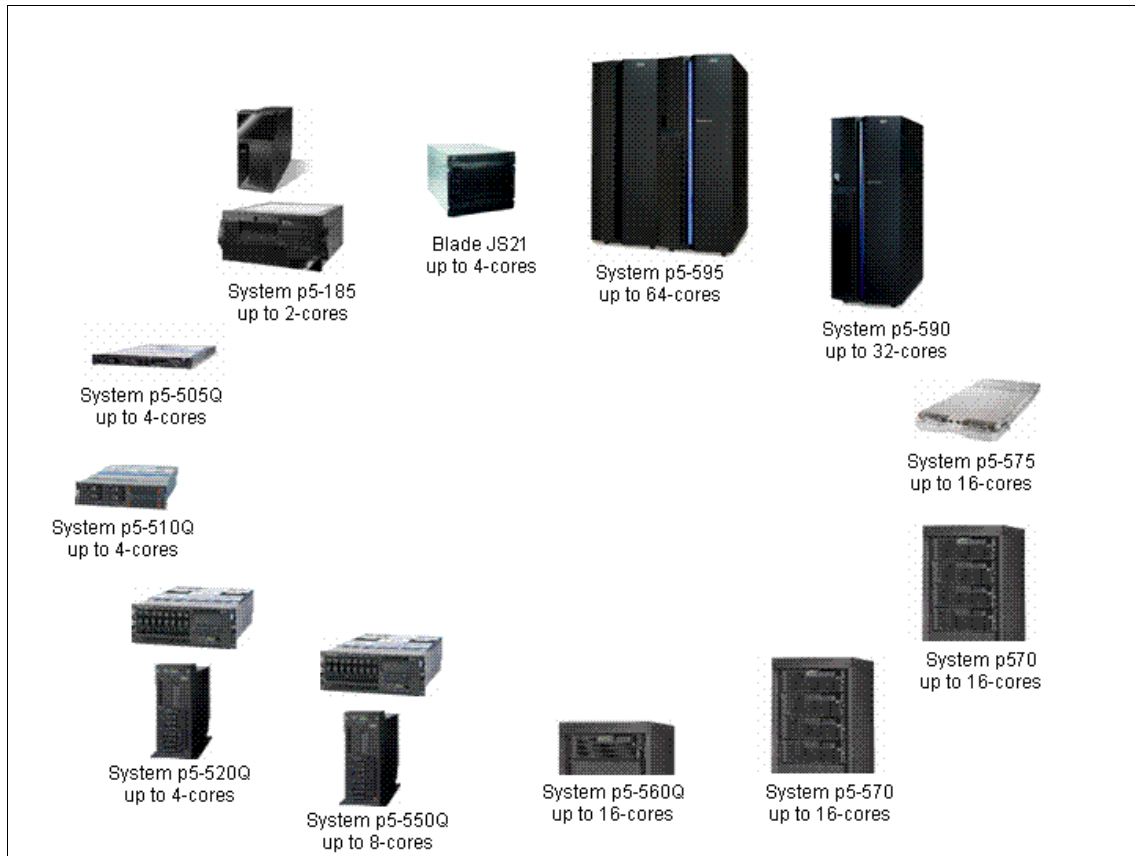 Blade JS21
up to 4-cores
System p5-595
up to 64-cores
System p5-185
up to 2-cores
System p5-590
up to 32-cores
System p5-505Q
up to 4-cores
System p5-575
up to 16-cores
System p5-510Q
up to 4-cores
System p570
up to 16-cores
System p5-520Q
up to 4-cores
System p5-550Q
up to 8-cores
System p5-560Q
up to 16-cores
System p5-570
up to 16-cores